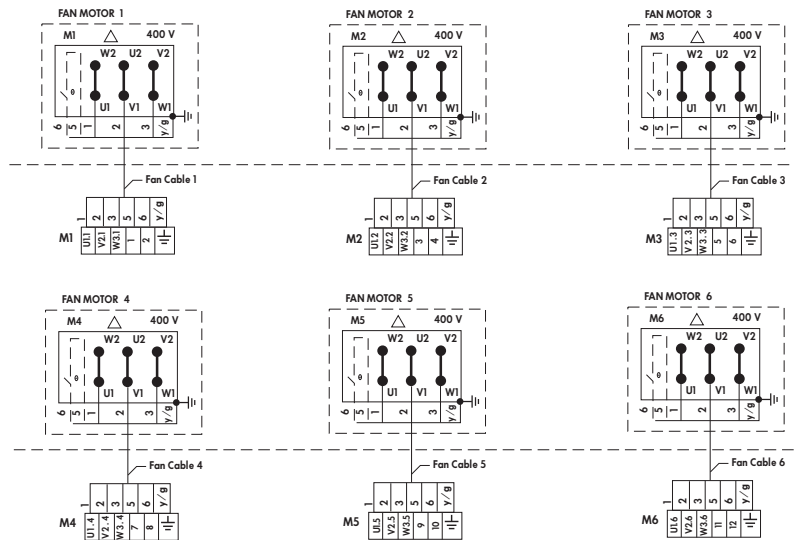 FAN MOTOR 1
M1 400 V
W2 U2 V2
θ
U1 V1 W1
6 5 1 2 3 y/g
Fan Cable 1
1 2 3 5 6 y/g
M1 U1.1 V2.1 W3.1 1 2
FAN MOTOR 2
M2 400 V
W2 U2 V2
θ
U1 V1 W1
6 5 1 2 3 y/g
Fan Cable 2
1 2 3 5 6 y/g
M2 U1.2 V2.2 W3.2 3 4
FAN MOTOR 3
M3 400 V
W2 U2 V2
θ
U1 V1 W1
6 5 1 2 3 y/g
Fan Cable 3
1 2 3 5 6 y/g
M3 U1.3 V2.3 W3.3 5 6
FAN MOTOR 4
M4 400 V
W2 U2 V2
θ
U1 V1 W1
6 5 1 2 3 y/g
Fan Cable 4
1 2 3 5 6 y/g
M4 U1.4 V2.4 W3.4 7 8
FAN MOTOR 5
M5 400 V
W2 U2 V2
θ
U1 V1 W1
6 5 1 2 3 y/g
Fan Cable 5
1 2 3 5 6 y/g
M5 U1.5 V2.5 W3.5 9 10
FAN MOTOR 6
M6 400 V
W2 U2 V2
θ
U1 V1 W1
6 5 1 2 3 y/g
Fan Cable 6
1 2 3 5 6 y/g
M6 U1.6 V2.6 W3.6 11 12